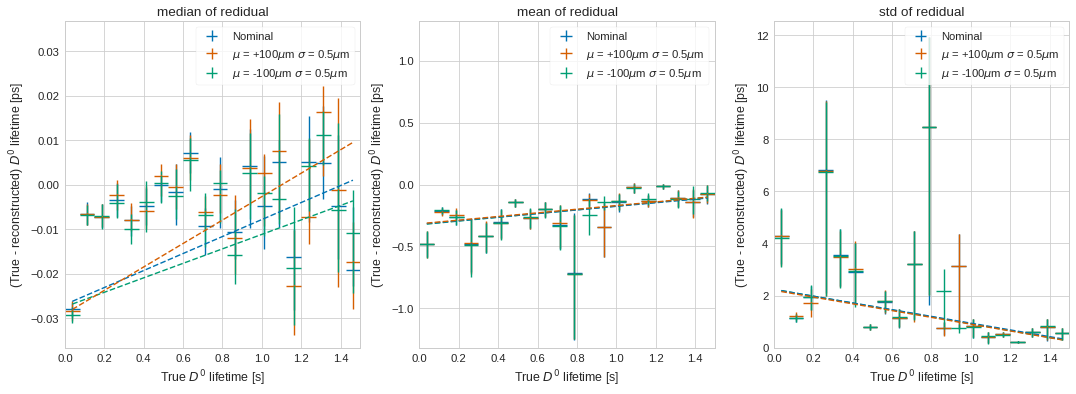 median of redidual
(True - reconstructed) D⁰ lifetime [ps]
0.03
0.02
0.01
0.00
−0.01
−0.02
−0.03
Nominal
μ = +100μm σ = 0.5μm
μ = -100μm σ = 0.5μm
0.0 0.2 0.4 0.6 0.8 1.0 1.2 1.4
True D⁰ lifetime [s]
mean of redidual
(True - reconstructed) D⁰ lifetime [ps]
1.0
0.5
0.0
−0.5
−1.0
Nominal
μ = +100μm σ = 0.5μm
μ = -100μm σ = 0.5μm
0.0 0.2 0.4 0.6 0.8 1.0 1.2 1.4
True D⁰ lifetime [s]
std of redidual
(True - reconstructed) D⁰ lifetime [ps]
12
10
8
6
4
2
0
Nominal
μ = +100μm σ = 0.5μm
μ = -100μm σ = 0.5μm
0.0 0.2 0.4 0.6 0.8 1.0 1.2 1.4
True D⁰ lifetime [s]